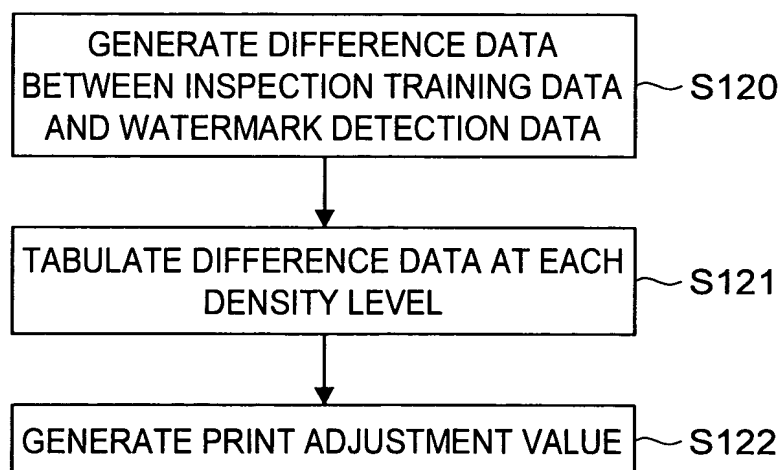 GENERATE DIFFERENCE DATA
BETWEEN INSPECTION TRAINING DATA
AND WATERMARK DETECTION DATA
S120
TABULATE DIFFERENCE DATA AT EACH
DENSITY LEVEL
S121
GENERATE PRINT ADJUSTMENT VALUE
S122